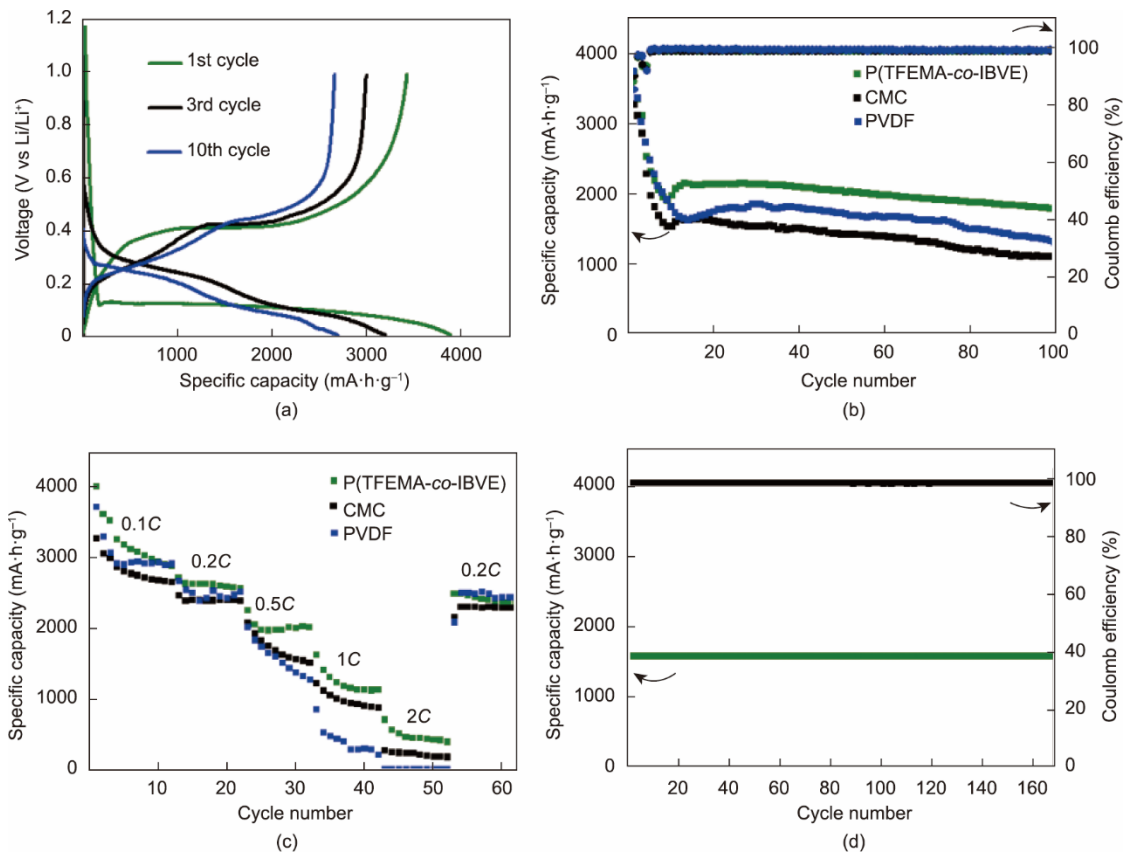 1.2
1.0
0.8
0.6
0.4
0.2
0
Voltage (V vs Li/Li⁺)
1st cycle
3rd cycle
10th cycle
1000
2000
3000
4000
Specific capacity (mA·h·g⁻¹)
(a)
4000
3000
2000
1000
0
Specific capacity (mA·h·g⁻¹)
P(TFEMA-co-IBVE)
CMC
PVDF
100
80
60
40
20
0
Coulomb efficiency (%)
20
40
60
80
100
Cycle number
(b)
4000
3000
2000
1000
0
Specific capacity (mA·h·g⁻¹)
P(TFEMA-co-IBVE)
CMC
PVDF
0.1C
0.2C
0.5C
1C
2C
0.2C
10
20
30
40
50
60
Cycle number
(c)
4000
3000
2000
1000
0
Specific capacity (mA·h·g⁻¹)
100
80
60
40
20
0
Coulomb efficiency (%)
20
40
60
80
100
120
140
160
Cycle number
(d)